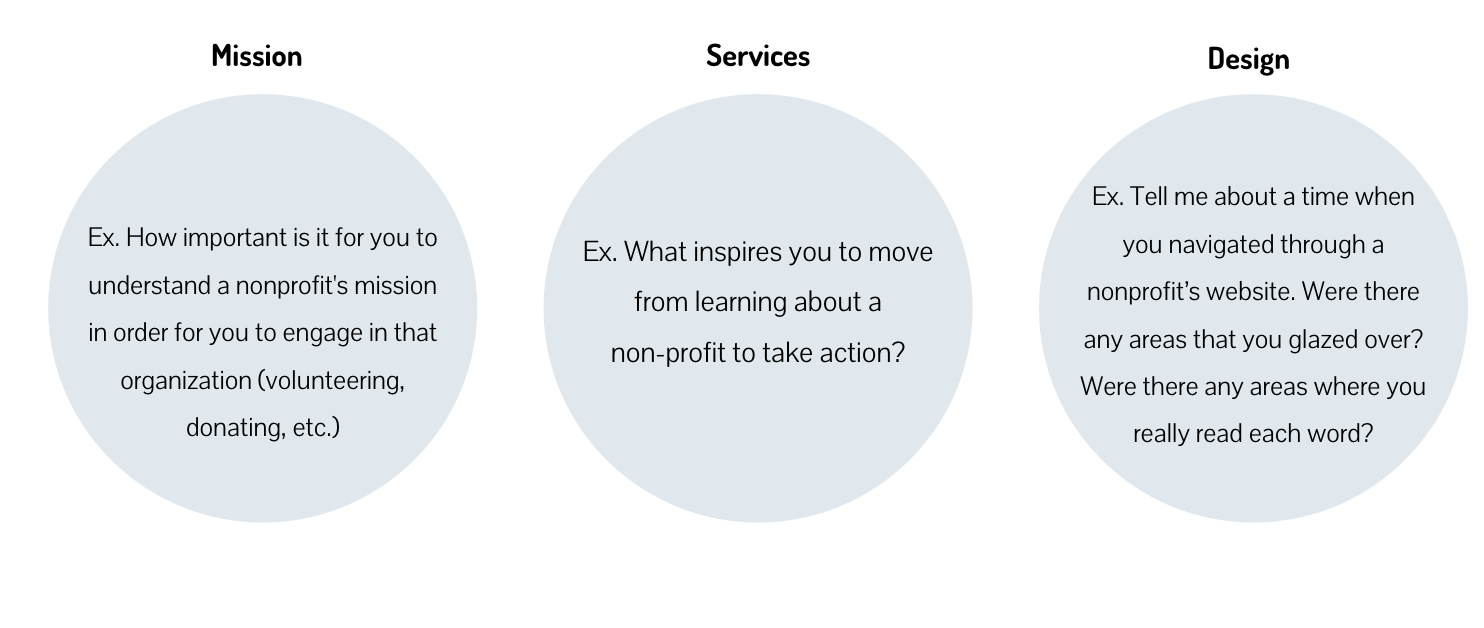 Mission
Ex. How important is it for you to
understand a nonprofit's mission
in order for you to engage in that
organization (volunteering,
donating, etc.)
Services
Ex. What inspires you to move
from learning about a
non-profit to take action?
Design
Ex. Tell me about a time when
you navigated through a
nonprofit’s website. Were there
any areas that you glazed over?
Were there any areas where you
really read each word?